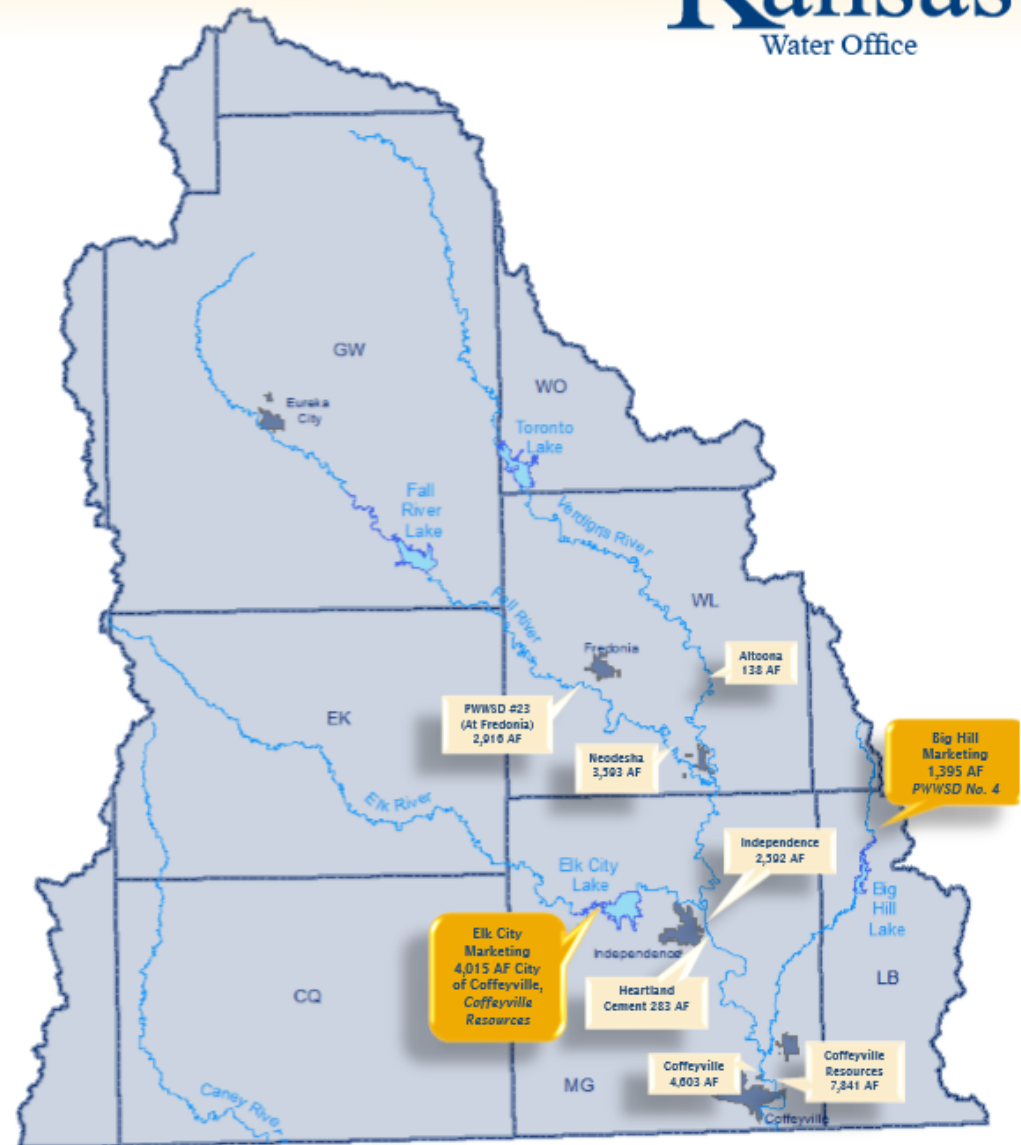 Kansas
Water Office
GW
WO
Eureka
City
Toronto
Lake
Fall
River
Lake
Verdigris River
WL
Fall River
Fredonia
Altoona
138 AF
EK
PWWSD #23
(At Fredonia)
2,916 AF
Neodesha
3,593 AF
Big Hill
Marketing
1,395 AF
PWWSD No. 4
Elk River
Independence
2,592 AF
Elk City
Lake
Big
Hill
Lake
Elk City
Marketing
4,015 AF City
of Coffeyville,
Coffeyville
Resources
Independence
LB
CQ
Heartland
Cement 283 AF
MG
Coffeyville
4,603 AF
Coffeyville
Resources
7,841 AF
Caney River
Coffeyville